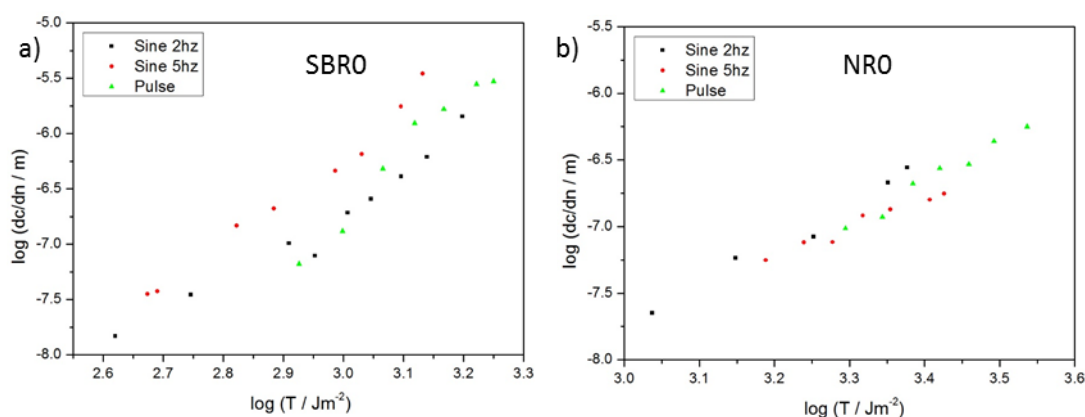 a)
SBR0
Sine 2hz
Sine 5hz
Pulse
log (dc/dn / m)
-5.0
-5.5
-6.0
-6.5
-7.0
-7.5
-8.0
2.6 2.7 2.8 2.9 3.0 3.1 3.2 3.3
log (T / Jm-2)
b)
NR0
Sine 2hz
Sine 5hz
Pulse
log (dc/dn / m)
-5.5
-6.0
-6.5
-7.0
-7.5
-8.0
3.0 3.1 3.2 3.3 3.4 3.5 3.6
log (T / Jm-2)